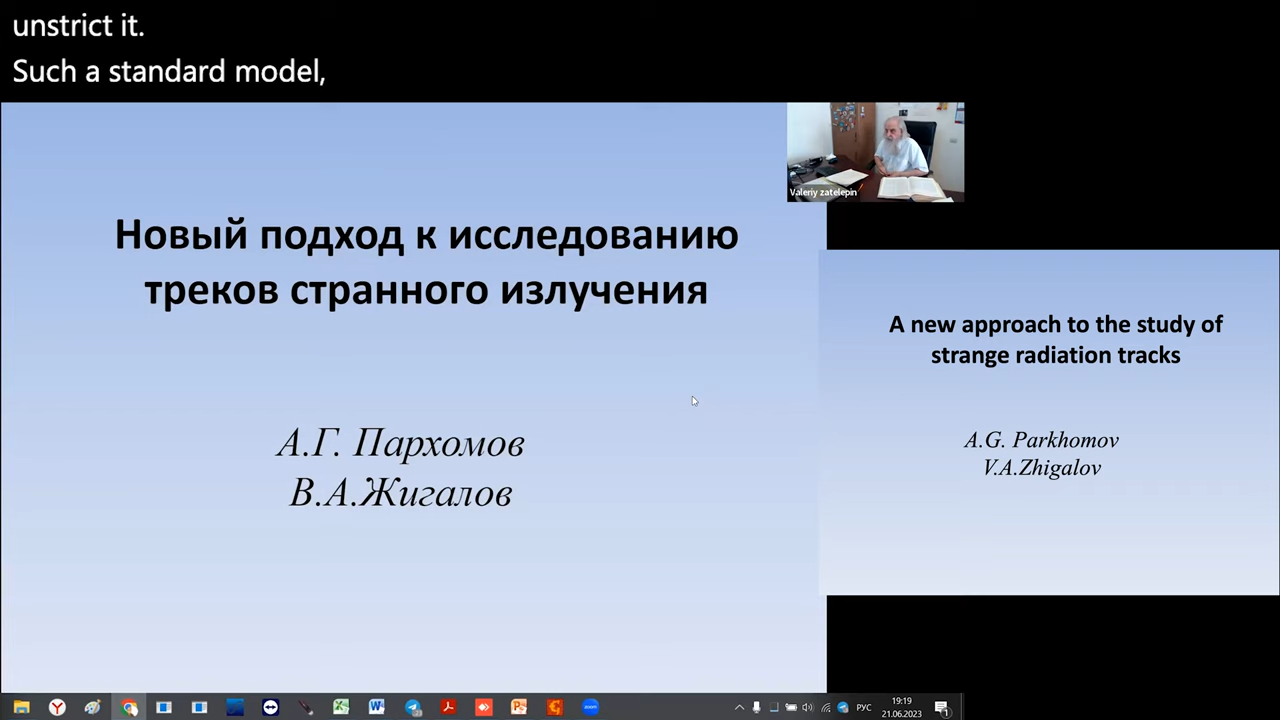 unstrict it.
Such a standard model,
Valeriy zatelepin
Новый подход к исследованию
треков странного излучения
А.Г. Пархомов
В.А.Жигалов
A new approach to the study of
strange radiation tracks
A.G. Parkhomov
V.A.Zhigalov
РУС
19:19
21.06.2023